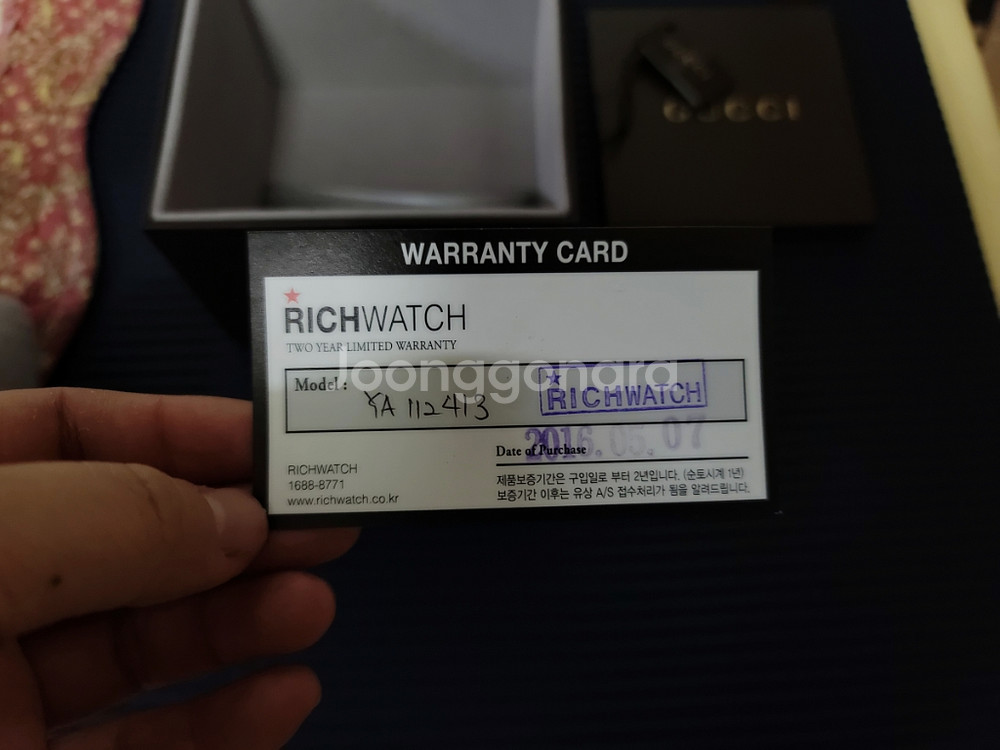 GUCCI
WARRANTY CARD
RICHWATCH
TWO YEAR LIMITED WARRANTY
Joonggonara
Model :
YA 112413
RICHWATCH
2016.05.07
Date of Purchase
RICHWATCH
1688-8771
www.richwatch.co.kr
제품보증기간은 구입일로 부터 2년입니다. (순토시계 1년)
보증기간 이후는 유상 A/S 접수처리가 됨을 알려드립니다.